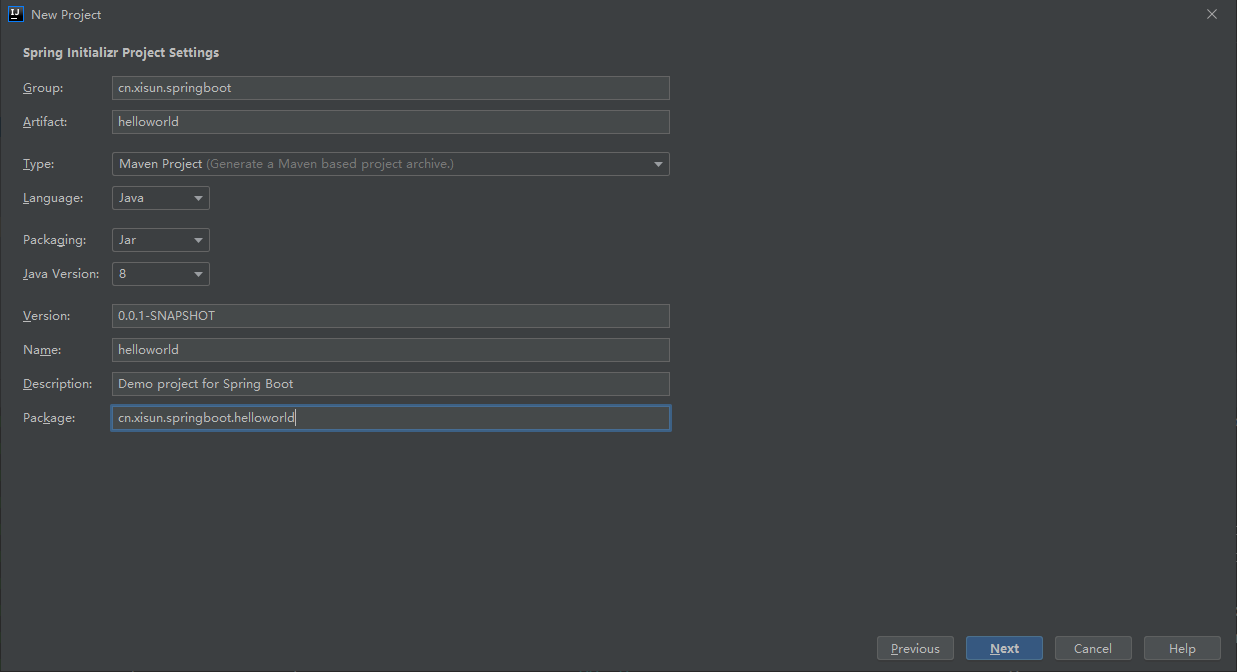 IJ New Project
Spring Initializr Project Settings
Group: cn.xisun.springboot
Artifact: helloworld
Type: Maven Project (Generate a Maven based project archive.)
Language: Java
Packaging: Jar
Java Version: 8
Version: 0.0.1-SNAPSHOT
Name: helloworld
Description: Demo project for Spring Boot
Package: cn.xisun.springboot.helloworld
Previous Next Cancel Help